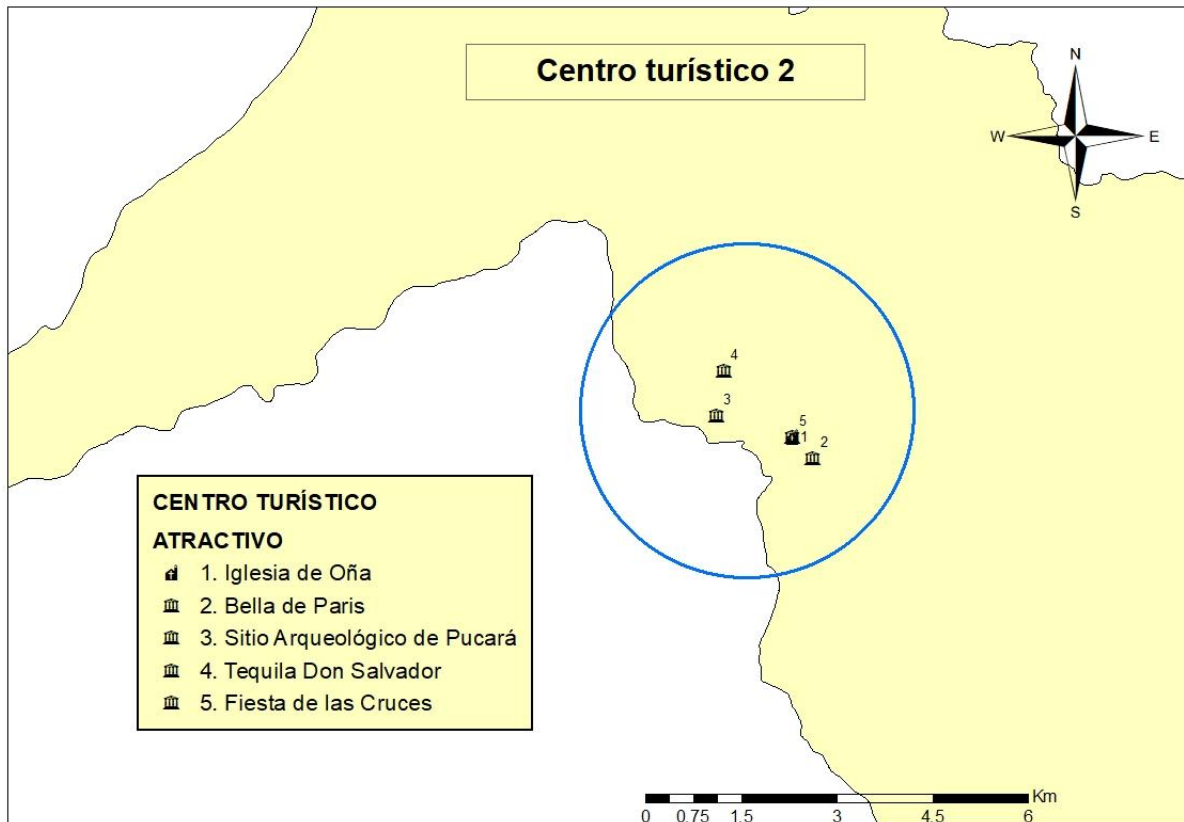 Centro turístico 2
N
W
E
S
4
3
5
1
2
CENTRO TURÍSTICO
ATRACTIVO
1. Iglesia de Oña
2. Bella de Paris
3. Sitio Arqueológico de Pucará
4. Tequila Don Salvador
5. Fiesta de las Cruces
Km
0 0.75 1.5 3 4.5 6